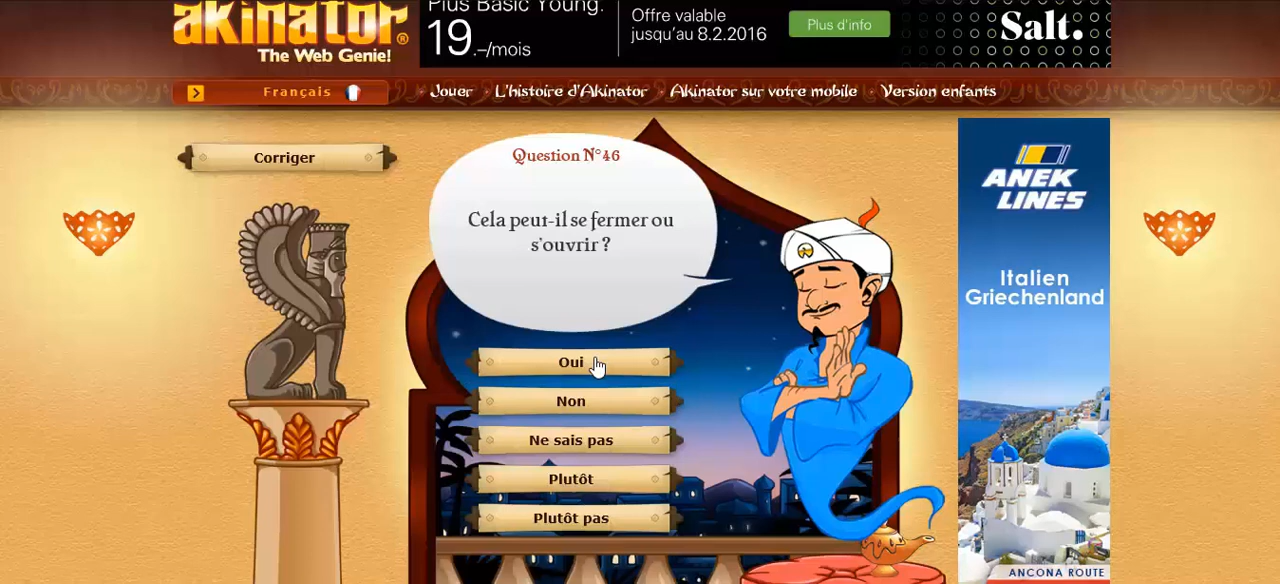 akinator®
The Web Genie!
Plus Basic Young.
19.–/mois
Offre valable
jusqu'au 8.2.2016
Plus d'info
Salt.
Français
Jouer
L'histoire d'Akinator
Akinator sur votre mobile
Version enfants
Corriger
Question N°46
Cela peut-il se fermer ou
s'ouvrir ?
Oui
Non
Ne sais pas
Plutôt
Plutôt pas
ANEK
LINES
Italien
Griechenland
ANCONA ROUTE